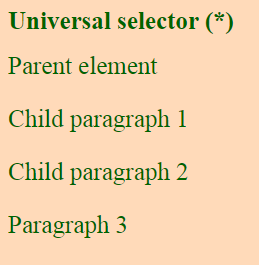 Universal selector (*)
Parent element
Child paragraph 1
Child paragraph 2
Paragraph 3